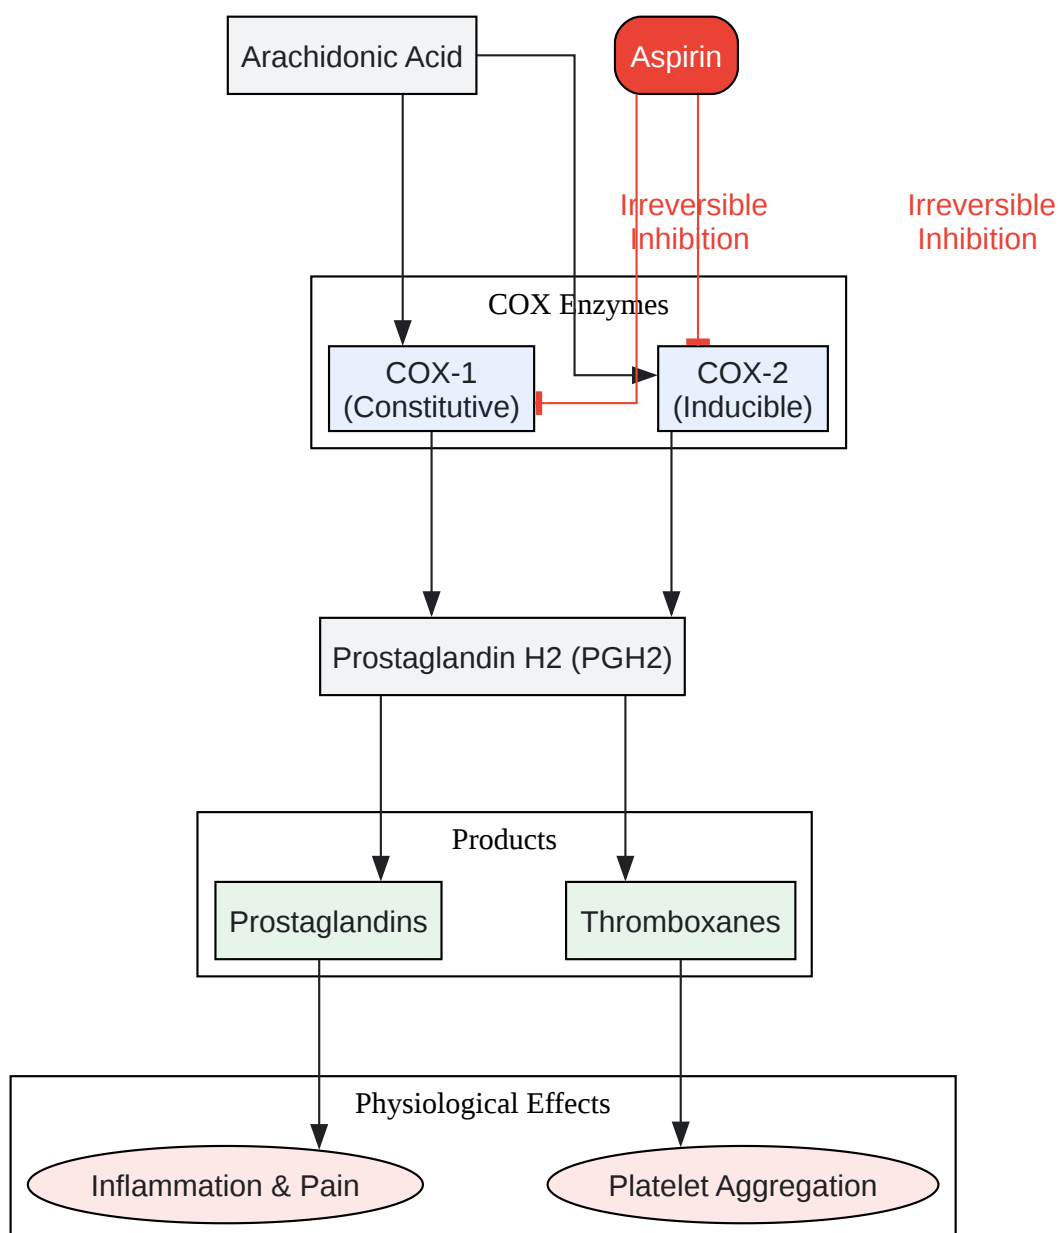 Arachidonic Acid
Aspirin
Irreversible
Inhibition
Irreversible
Inhibition
COX Enzymes
COX-1
(Constitutive)
COX-2
(Inducible)
Prostaglandin H2 (PGH2)
Products
Prostaglandins
Thromboxanes
Physiological Effects
Inflammation & Pain
Platelet Aggregation